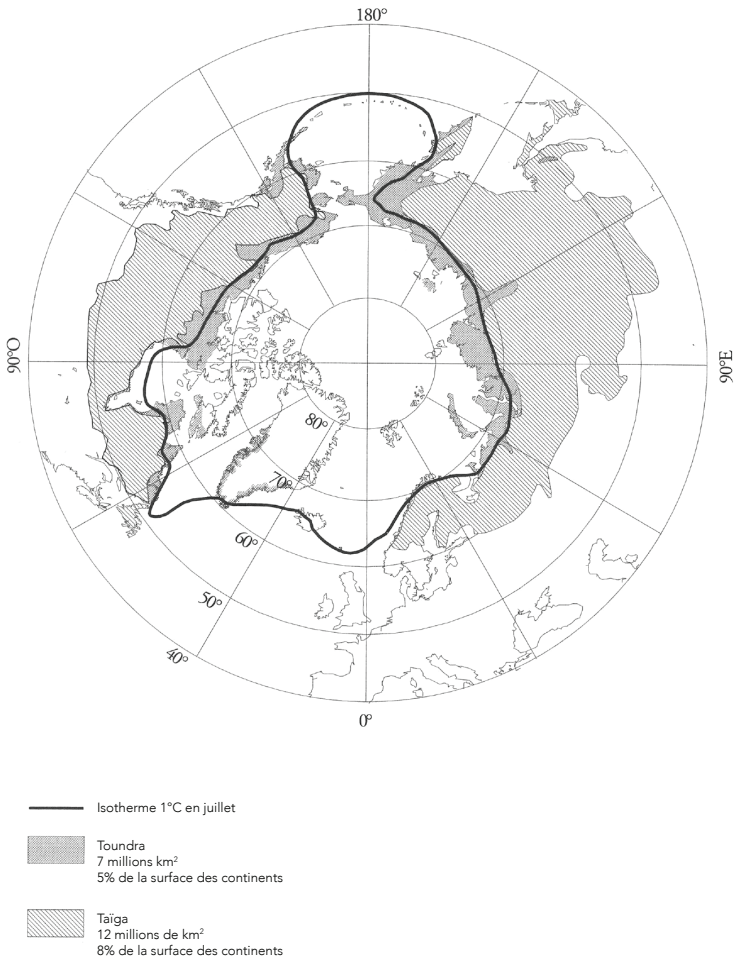 180°
90°O
90°E
80°
70°
60°
50°
40°
0°
Isotherme 1°C en juillet
Toundra
7 millions km²
5% de la surface des continents
Taïga
12 millions de km²
8% de la surface des continents